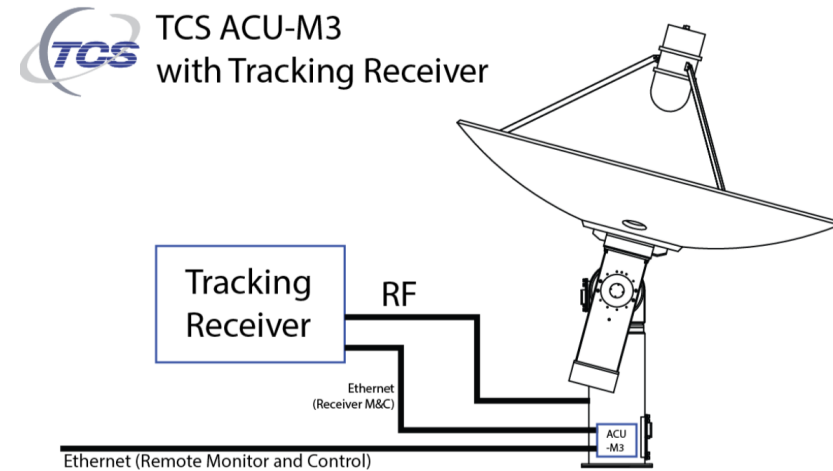 TCS
TCS ACU-M3
with Tracking Receiver
Tracking
Receiver
RF
Ethernet
(Receiver M&C)
ACU
-M3
Ethernet (Remote Monitor and Control)